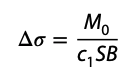 Δσ = M₀ / c₁SB